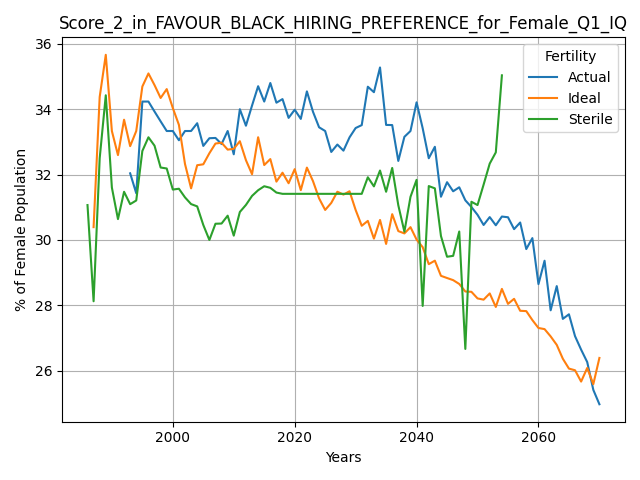 Score_2_in_FAVOUR_BLACK_HIRING_PREFERENCE_for_Female_Q1_IQ
Fertility
Actual
Ideal
Sterile
% of Female Population
36
34
32
30
28
26
2000
2020
2040
2060
Years